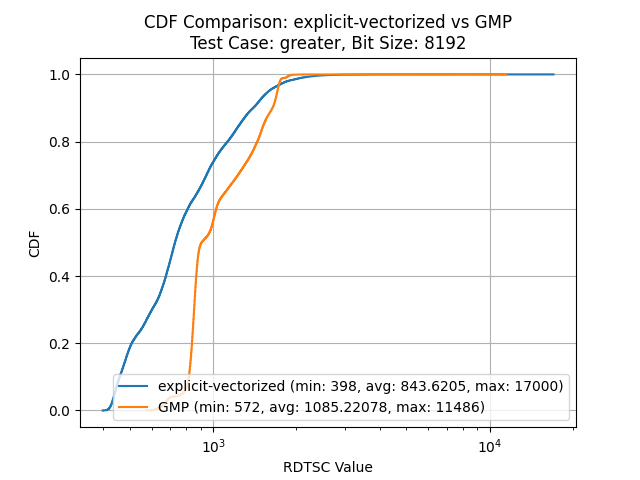 CDF Comparison: explicit-vectorized vs GMP
Test Case: greater, Bit Size: 8192
1.0
0.8
0.6
0.4
0.2
0.0
CDF
explicit-vectorized (min: 398, avg: 843.6205, max: 17000)
GMP (min: 572, avg: 1085.22078, max: 11486)
10³
10⁴
RDTSC Value